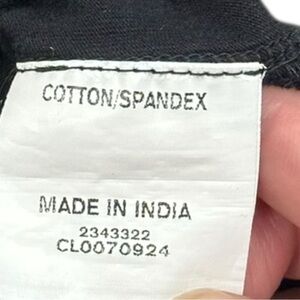 COTTON/SPANDEX
MADE IN INDIA
2343322
CL0070924